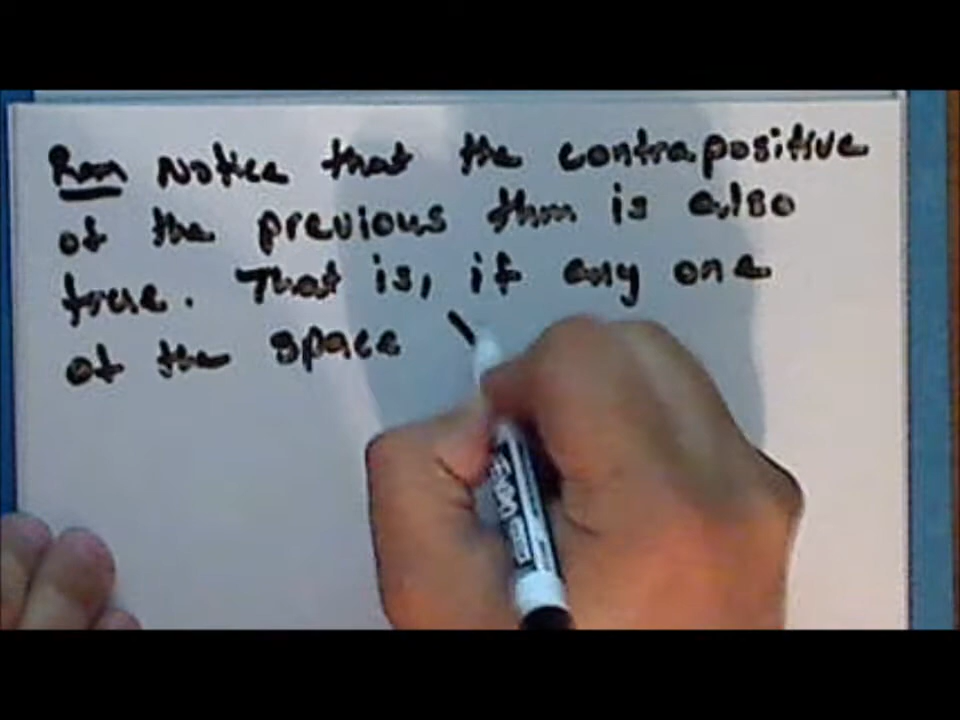 Rem Notice that the contrapositive
of the previous thm is also
true. That is, if any one
of the space
EXPO